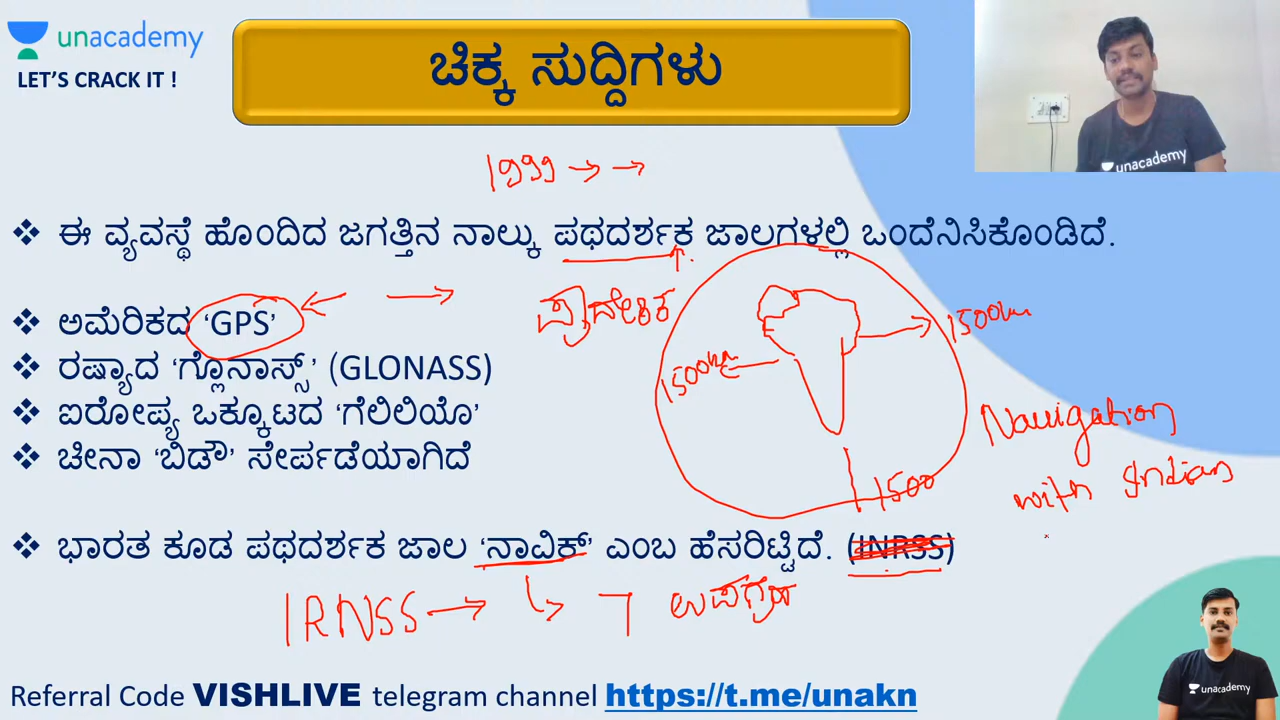 unacademy
LET'S CRACK IT !
ಚಿಕ್ಕ ಸುದ್ದಿಗಳು
unacademy
1999 → →
❖ ಈ ವ್ಯವಸ್ಥೆ ಹೊಂದಿದ ಜಗತ್ತಿನ ನಾಲ್ಕು ಪಥದರ್ಶಕ ಜಾಲಗಳಲ್ಲಿ ಒಂದೆನಿಸಿಕೊಂಡಿದೆ.
ಪ್ರಾದೇಶಿಕ
❖ ಅಮೆರಿಕದ ‘GPS’
1500km
❖ ರಷ್ಯಾದ ‘ಗ್ಲೊನಾಸ್ಸ್’ (GLONASS)
1500km
❖ ಐರೋಪ್ಯ ಒಕ್ಕೂಟದ ‘ಗೆಲಿಲಿಯೊ’
Navigation
❖ ಚೀನಾ ‘ಬಿಡೌ’ ಸೇರ್ಪಡೆಯಾಗಿದೆ
1500
with Indian
❖ ಭಾರತ ಕೂಡ ಪಥದರ್ಶಕ ಜಾಲ ‘ನಾವಿಕ್’ ಎಂಬ ಹೆಸರಿಟ್ಟಿದೆ. (INRSS)
IRNSS → 7 ಉಪಗ್ರಹ
unacademy
Referral Code VISHLIVE telegram channel https://t.me/unakn